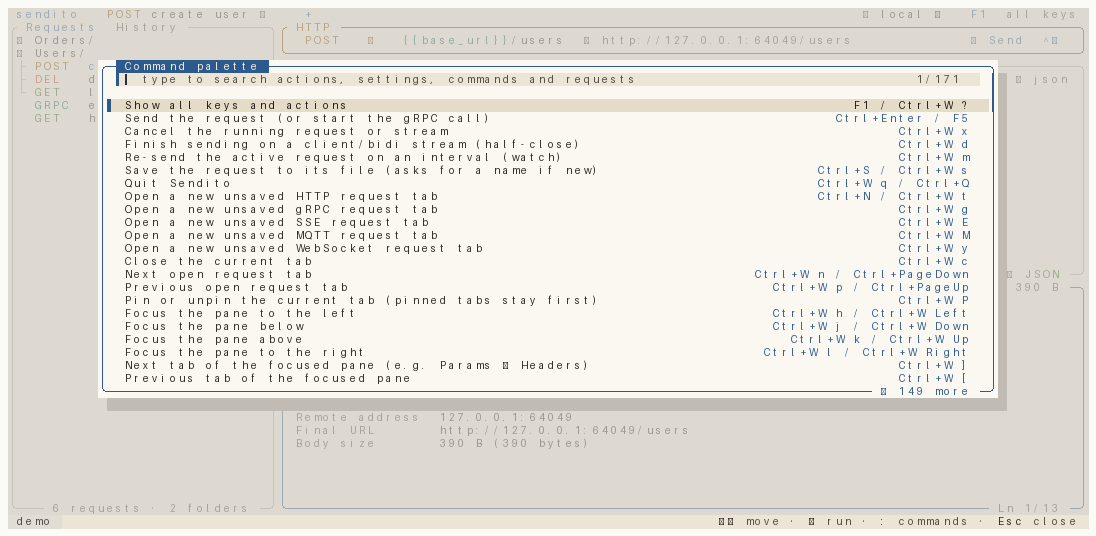 sendito POST create user + local F1 all keys
Requests History HTTP
Orders/ POST {{base_url}}/users http://127.0.0.1:64049/users Send ^
Users/
POST c
DEL d json
GET l
GRPC e
GET h
Command palette
type to search actions, settings, commands and requests 1/171
Show all keys and actions F1 / Ctrl+W ?
Send the request (or start the gRPC call) Ctrl+Enter / F5
Cancel the running request or stream Ctrl+W x
Finish sending on a client/bidi stream (half-close) Ctrl+W d
Re-send the active request on an interval (watch) Ctrl+W m
Save the request to its file (asks for a name if new) Ctrl+S / Ctrl+W s
Quit Sendito Ctrl+W q / Ctrl+Q
Open a new unsaved HTTP request tab Ctrl+N / Ctrl+W t
Open a new unsaved gRPC request tab Ctrl+W g
Open a new unsaved SSE request tab Ctrl+W E
Open a new unsaved MQTT request tab Ctrl+W M
Open a new unsaved WebSocket request tab Ctrl+W y
Close the current tab Ctrl+W c
Next open request tab Ctrl+W n / Ctrl+PageDown
JSON
Previous open request tab Ctrl+W p / Ctrl+PageUp
390 B
Pin or unpin the current tab (pinned tabs stay first) Ctrl+W P
Focus the pane to the left Ctrl+W h / Ctrl+W Left
Focus the pane below Ctrl+W j / Ctrl+W Down
Focus the pane above Ctrl+W k / Ctrl+W Up
Focus the pane to the right Ctrl+W l / Ctrl+W Right
Next tab of the focused pane (e.g. Params Headers) Ctrl+W ]
Previous tab of the focused pane Ctrl+W [
149 more
Remote address 127.0.0.1:64049
Final URL http://127.0.0.1:64049/users
Body size 390 B (390 bytes)
6 requests · 2 folders Ln 1/13
demo move · run · : commands · Esc close